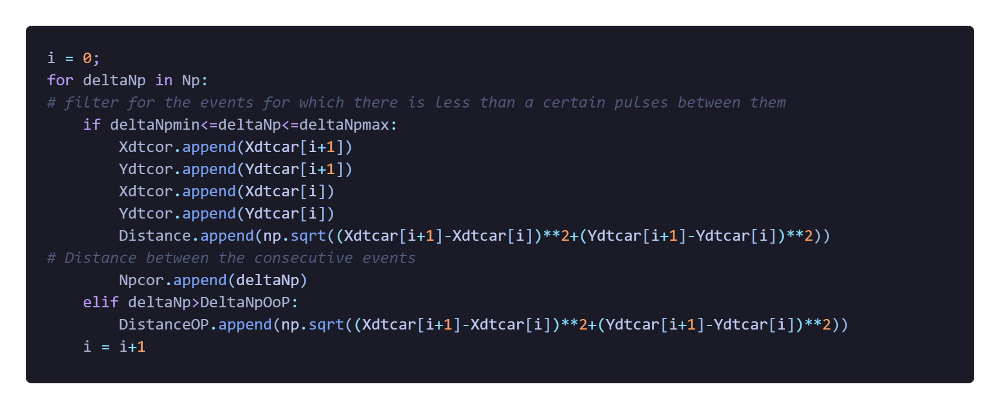 i = 0;
for deltaNp in Np:
# filter for the events for which there is less than a certain pulses between them
    if deltaNpmin<=deltaNp<=deltaNpmax:
        Xdtcor.append(Xdtcar[i+1])
        Ydtcor.append(Ydtcar[i+1])
        Xdtcor.append(Xdtcar[i])
        Ydtcor.append(Ydtcar[i])
        Distance.append(np.sqrt((Xdtcar[i+1]-Xdtcar[i])**2+(Ydtcar[i+1]-Ydtcar[i])**2))
# Distance between the consecutive events
        Npcor.append(deltaNp)
    elif deltaNp>DeltaNpOoP:
        DistanceOP.append(np.sqrt((Xdtcar[i+1]-Xdtcar[i])**2+(Ydtcar[i+1]-Ydtcar[i])**2))
    i = i+1